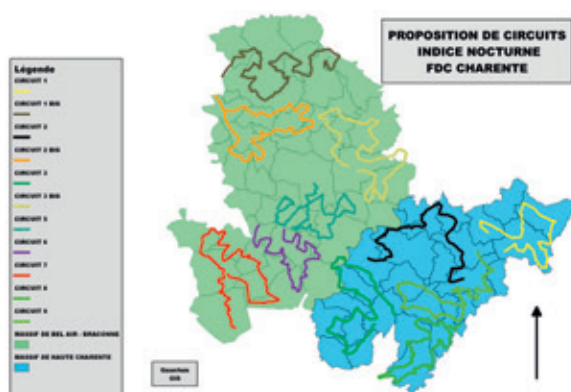 PROPOSITION DE CIRCUITS
INDICE NOCTURNE
FDC CHARENTE
Légende
CIRCUIT 1
CIRCUIT 1 BIS
CIRCUIT 2
CIRCUIT 2 BIS
CIRCUIT 3
CIRCUIT 3 BIS
CIRCUIT 5
CIRCUIT 6
CIRCUIT 7
CIRCUIT 8
CIRCUIT 9
MASSIF DE BEL AIR - BRACONNE
MASSIF DE HAUTE CHARENTE
GIS